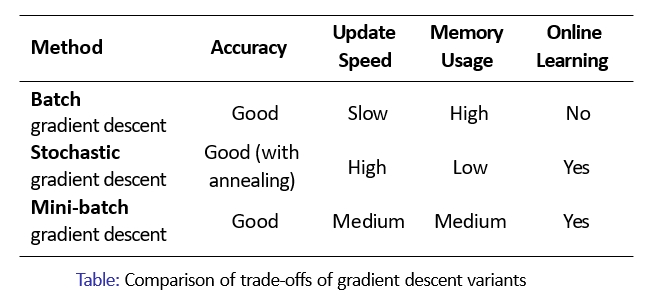 Method Accuracy Update Speed Memory Usage Online Learning
Batch gradient descent Good Slow High No
Stochastic gradient descent Good (with annealing) High Low Yes
Mini-batch gradient descent Good Medium Medium Yes
Table: Comparison of trade-offs of gradient descent variants